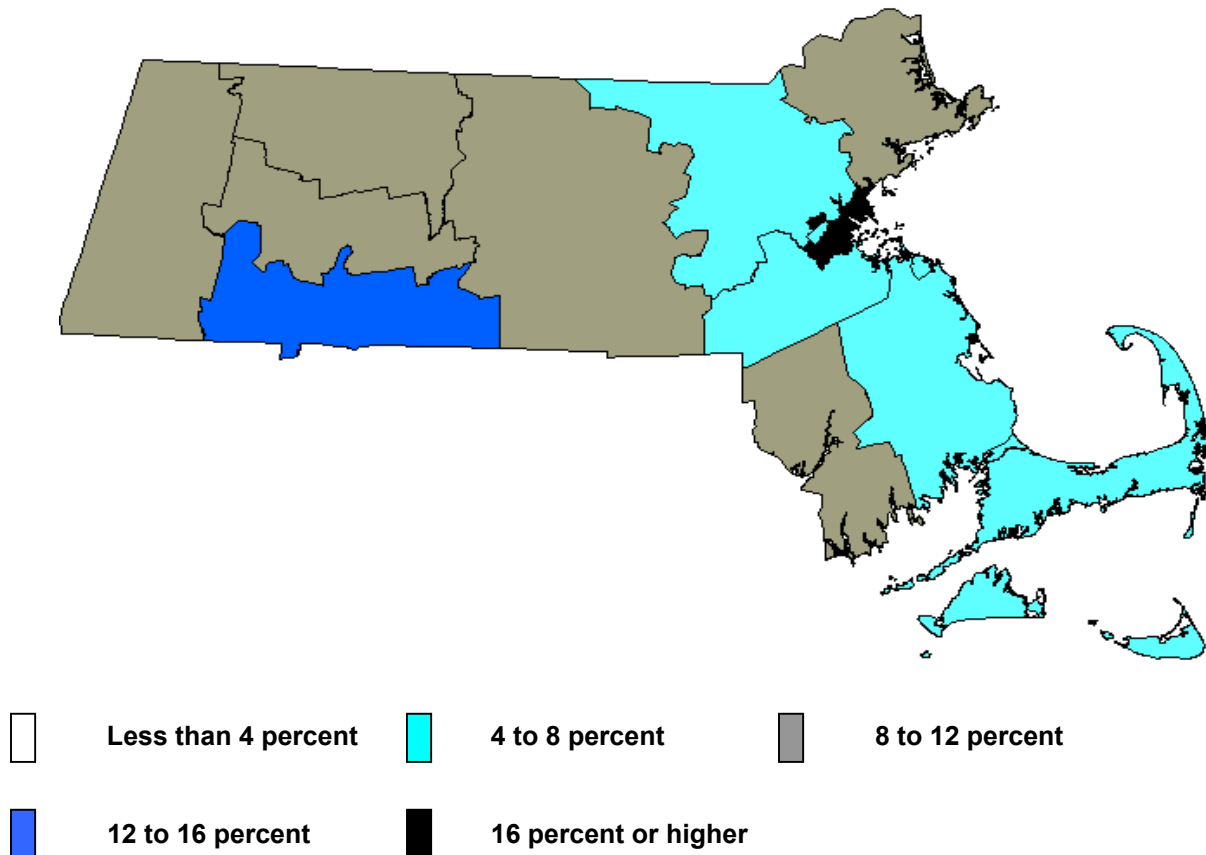 Less than 4 percent
4 to 8 percent
8 to 12 percent
12 to 16 percent
16 percent or higher